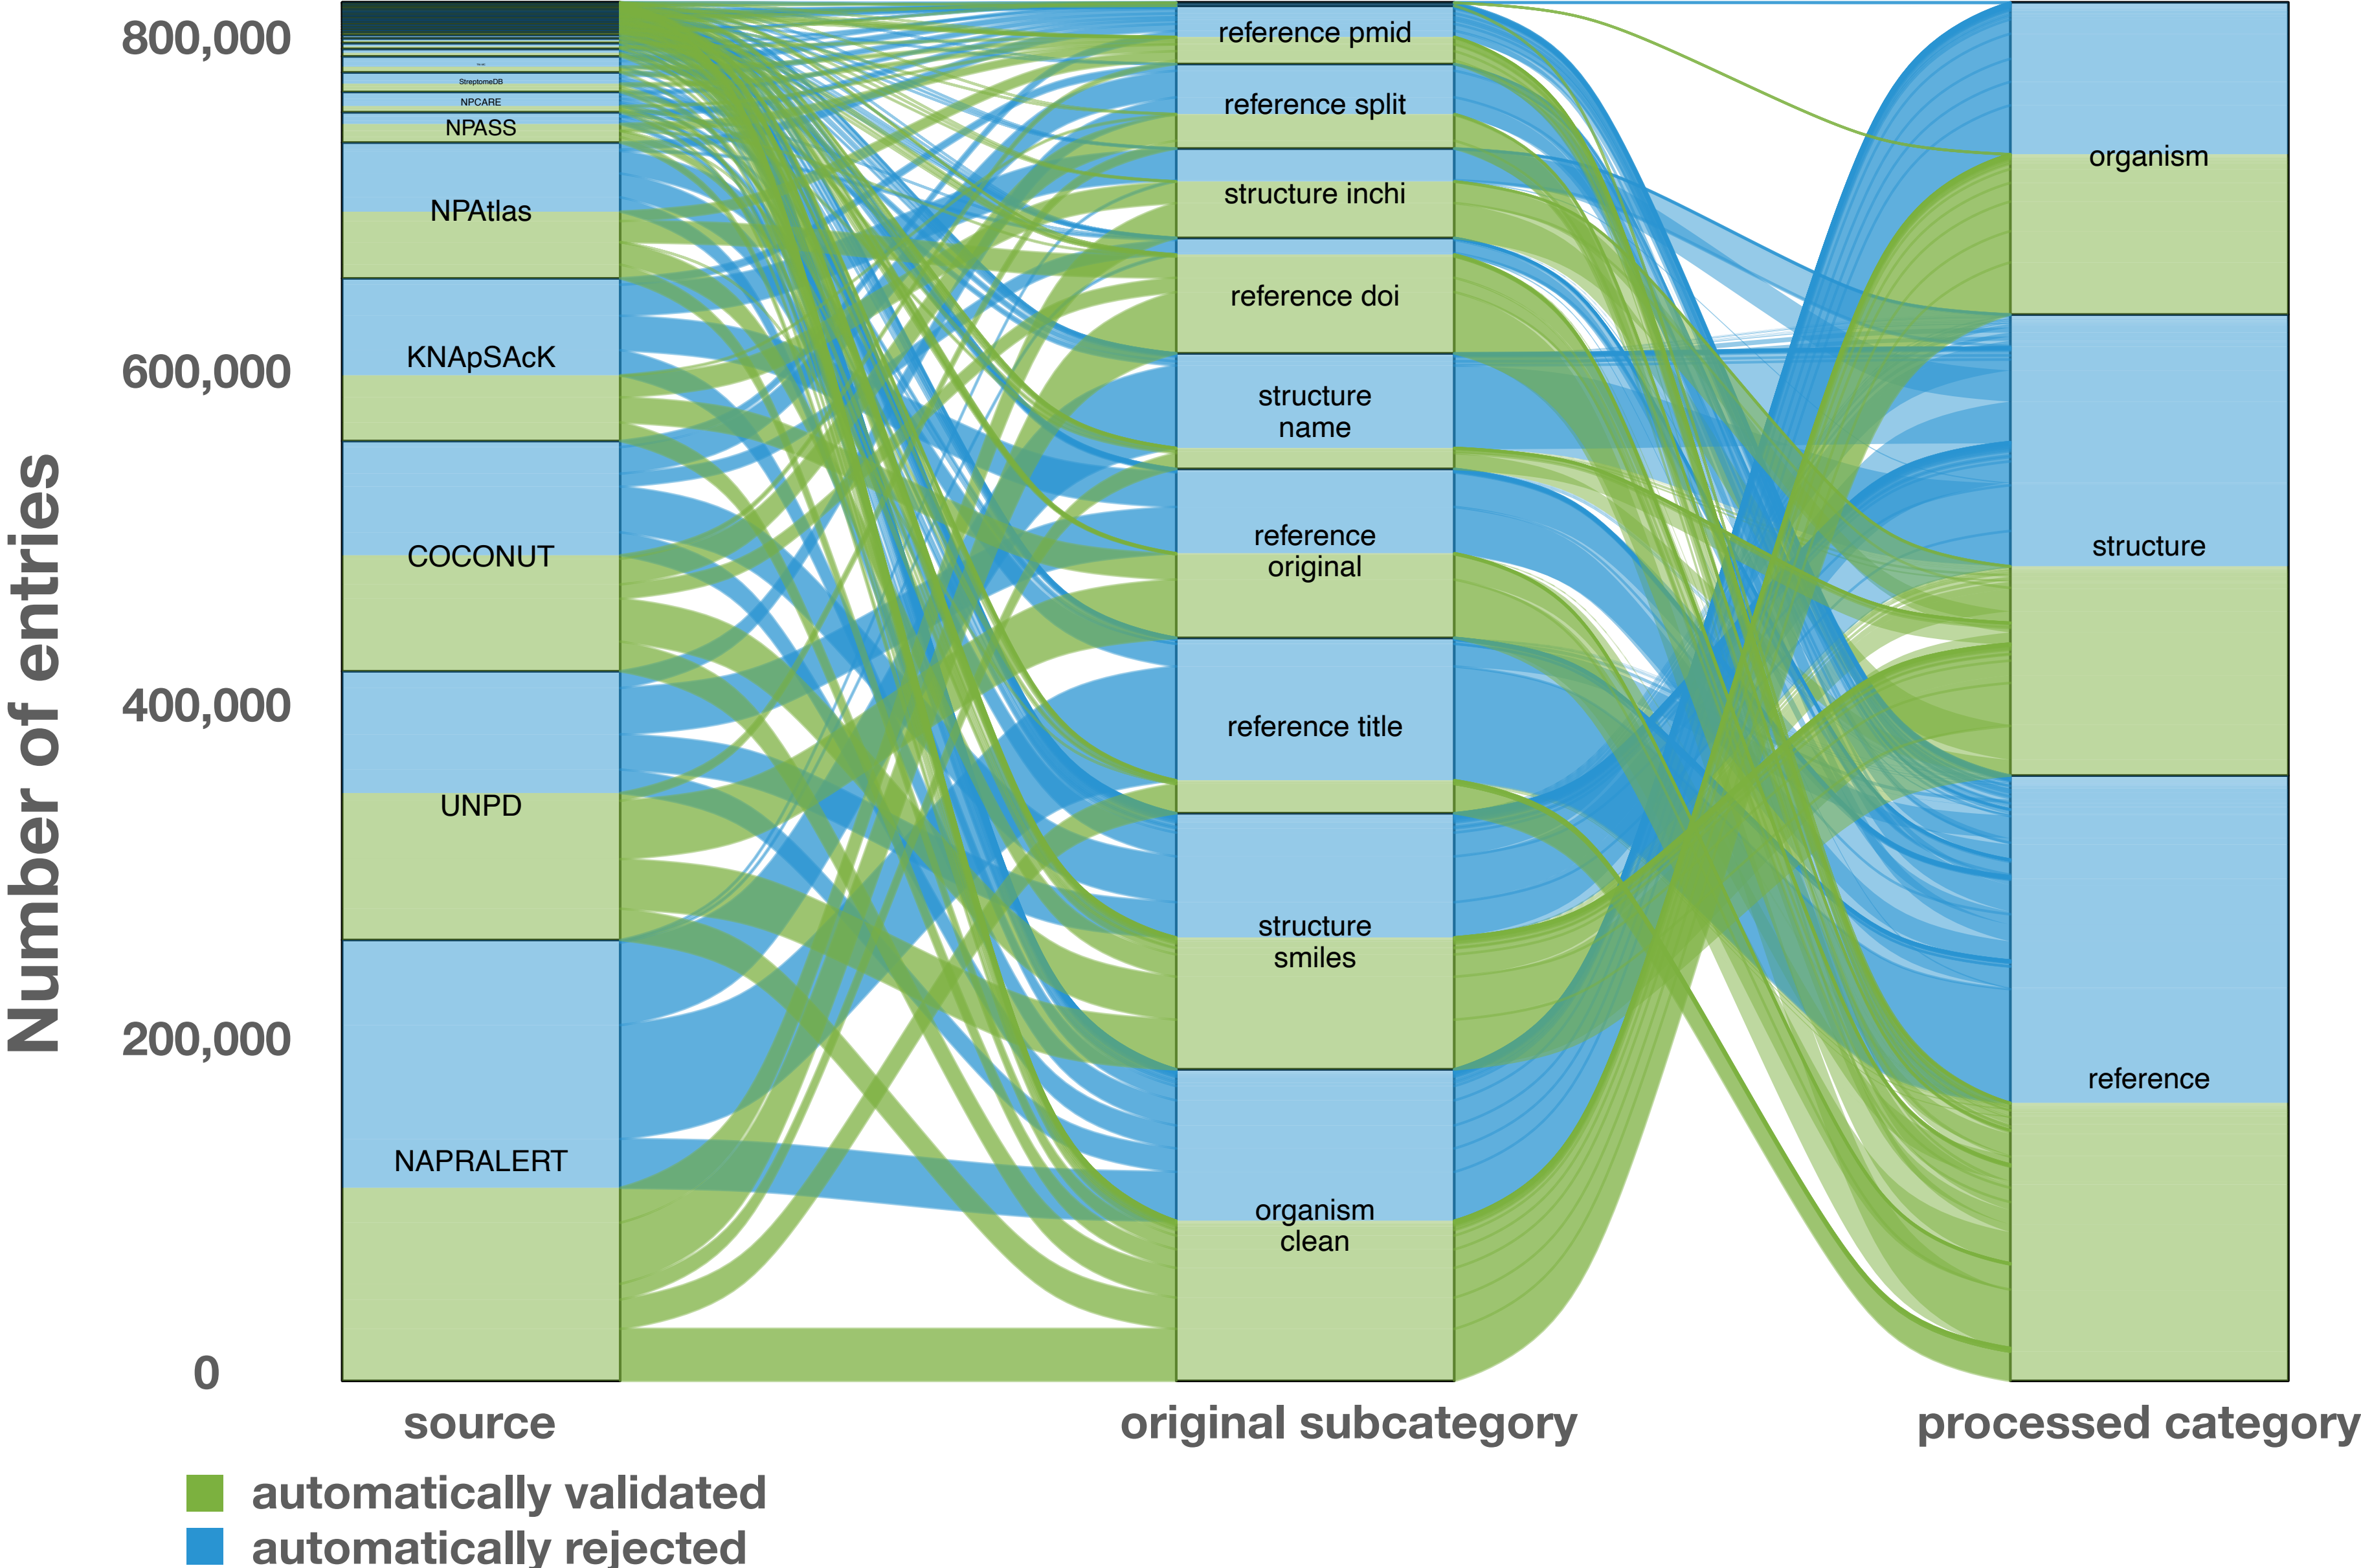 Number of entries
800,000
600,000
400,000
200,000
0
StreptomeDB
NPCARE
NPASS
NPAtlas
KNApSAcK
COCONUT
UNPD
NAPRALERT
reference pmid
reference split
structure inchi
reference doi
structure
name
reference
original
reference title
structure
smiles
organism
clean
organism
structure
reference
source
original subcategory
processed category
automatically validated
automatically rejected